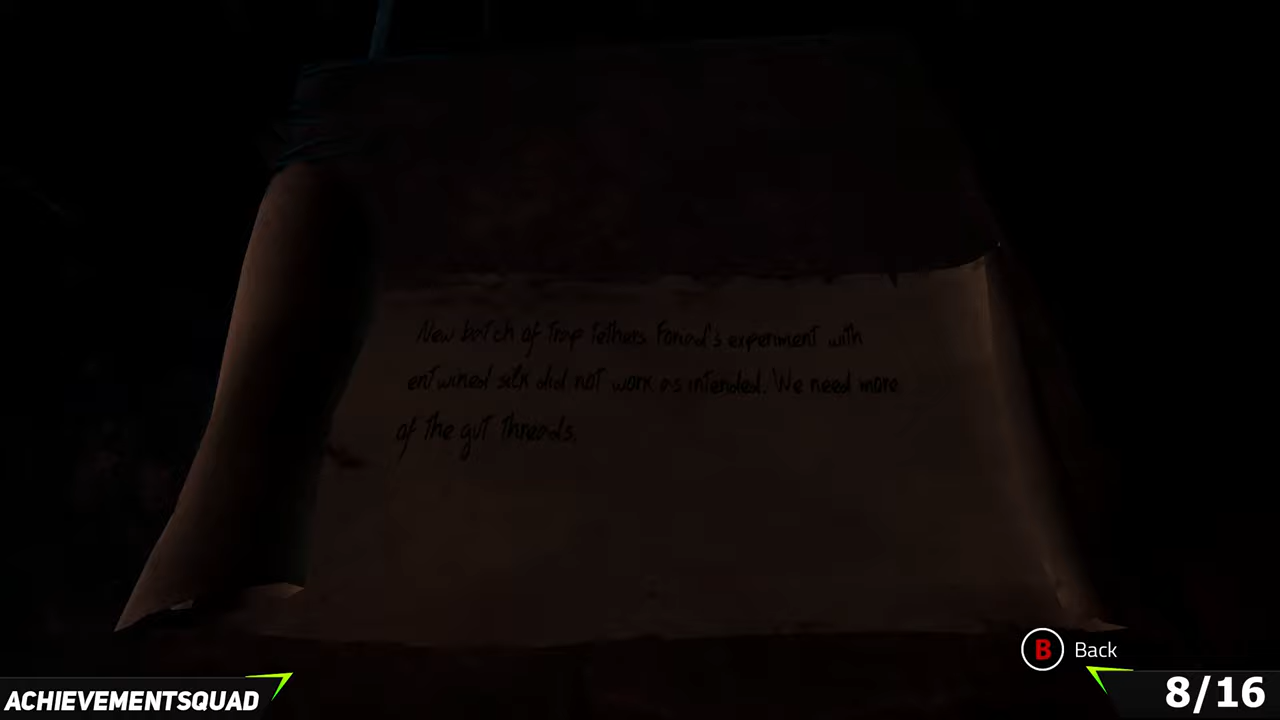 New batch of trap tethers. Foriad's experiment with
entwined silk did not work as intended. We need more
of the gut threads.
B Back
ACHIEVEMENTSQUAD
8/16